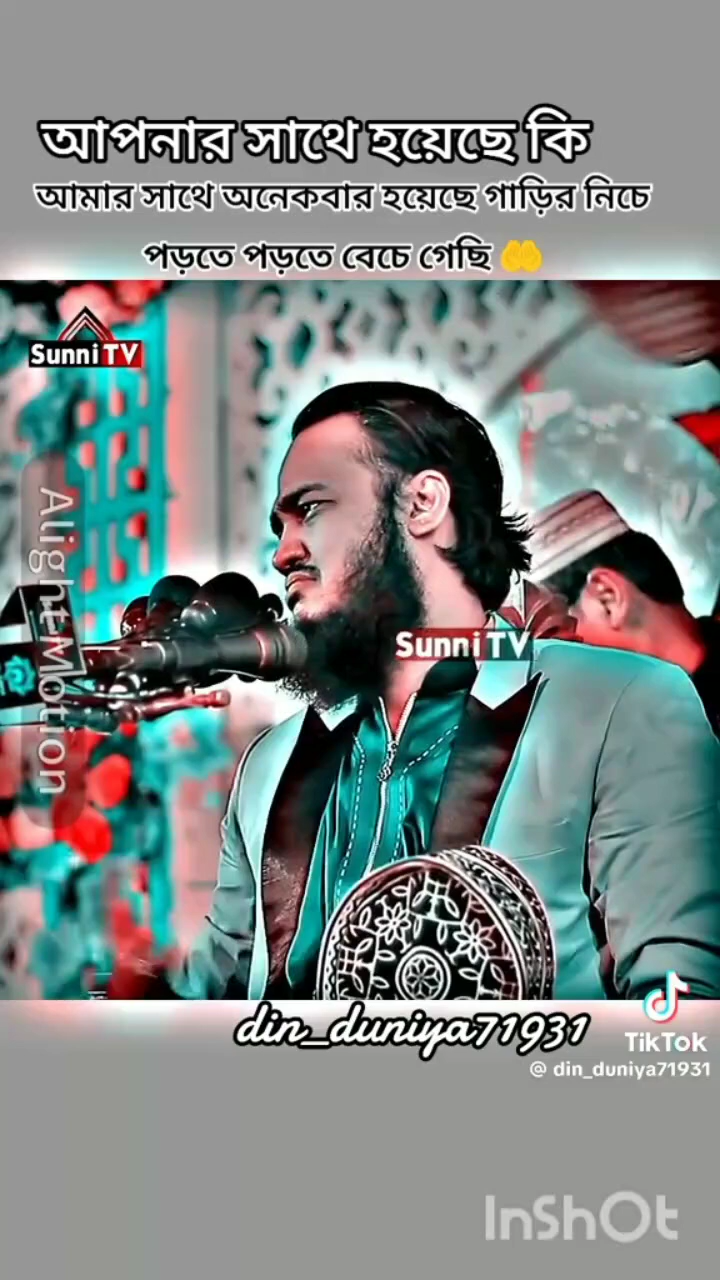 আপনার সাথে হয়েছে কি
আমার সাথে অনেকবার হয়েছে গাড়ির নিচে
পড়তে পড়তে বেচে গেছি 🤲
Sunni TV
Alight Motion
Sunni TV
din_duniya71931
TikTok
@ din_duniya71931
InShOt